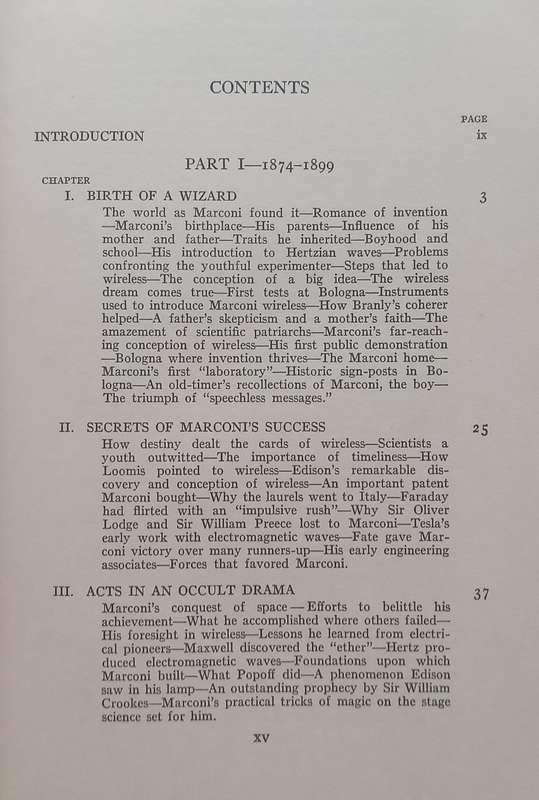 CONTENTS
PAGE
INTRODUCTION ix
PART I—1874-1899
CHAPTER
I. BIRTH OF A WIZARD 3
The world as Marconi found it—Romance of invention
—Marconi's birthplace—His parents—Influence of his
mother and father—Traits he inherited—Boyhood and
school—His introduction to Hertzian waves—Problems
confronting the youthful experimenter—Steps that led to
wireless—The conception of a big idea—The wireless
dream comes true—First tests at Bologna—Instruments
used to introduce Marconi wireless—How Branly's coherer
helped—A father's skepticism and a mother's faith—The
amazement of scientific patriarchs—Marconi's far-reach-
ing conception of wireless—His first public demonstration
—Bologna where invention thrives—The Marconi home—
Marconi's first "laboratory"—Historic sign-posts in Bo-
logna—An old-timer's recollections of Marconi, the boy—
The triumph of "speechless messages."
II. SECRETS OF MARCONI'S SUCCESS 25
How destiny dealt the cards of wireless—Scientists a
youth outwitted—The importance of timeliness—How
Loomis pointed to wireless—Edison's remarkable dis-
covery and conception of wireless—An important patent
Marconi bought—Why the laurels went to Italy—Faraday
had flirted with an "impulsive rush"—Why Sir Oliver
Lodge and Sir William Preece lost to Marconi—Tesla's
early work with electromagnetic waves—Fate gave Mar-
coni victory over many runners-up—His early engineering
associates—Forces that favored Marconi.
III. ACTS IN AN OCCULT DRAMA 37
Marconi's conquest of space—Efforts to belittle his
achievement—What he accomplished where others failed—
His foresight in wireless—Lessons he learned from electri-
cal pioneers—Maxwell discovered the "ether"—Hertz pro-
duced electromagnetic waves—Foundations upon which
Marconi built—What Popoff did—A phenomenon Edison
saw in his lamp—An outstanding prophecy by Sir William
Crookes—Marconi's practical tricks of magic on the stage
science set for him.
XV